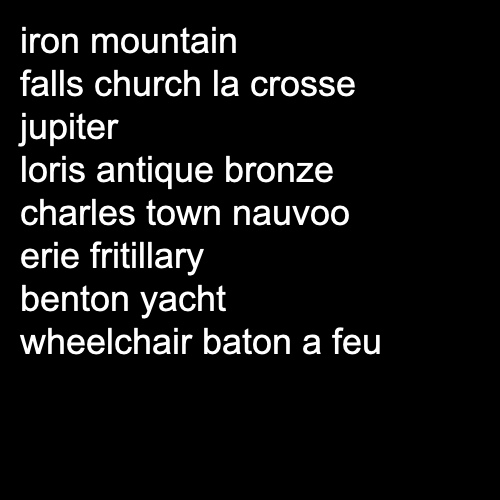 iron mountain
falls church la crosse
jupiter
loris antique bronze
charles town nauvoo
erie fritillary
benton yacht
wheelchair baton a feu